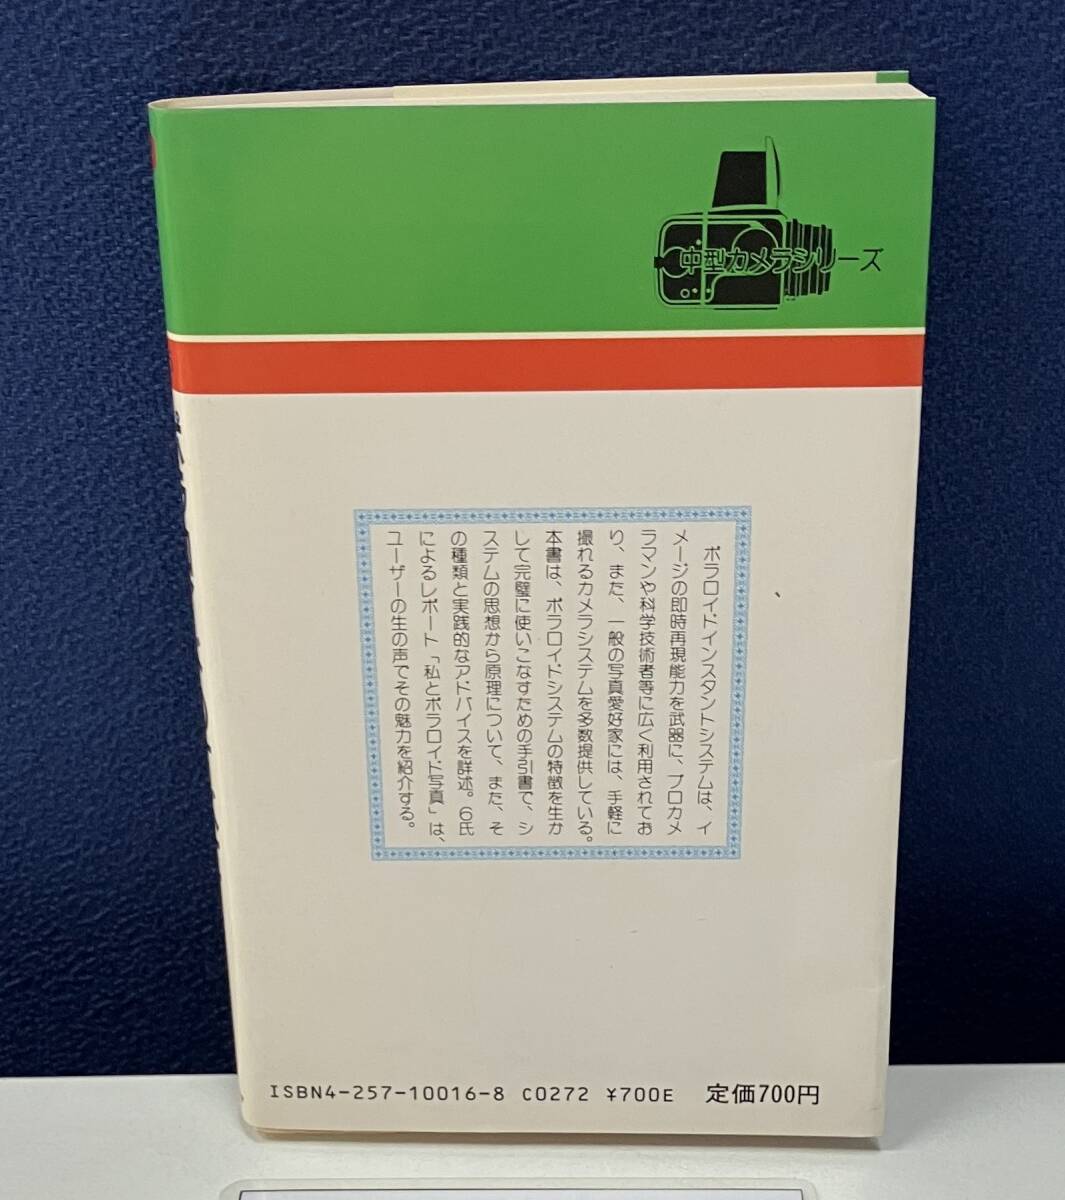 中型カメラシリーズ
ポラロイドインスタントシステムは、イ
メージの即時再現能力を武器に、プロカメ
ラマンや科学技術者等に広く利用されてお
り、また、一般の写真愛好家には、手軽に
撮れるカメラシステムを多数提供している。
本書は、ポラロイドシステムの特徴を生か
して完璧に使いこなすための手引書で、シ
ステムの思想から原理について、また、そ
の種類と実践的なアドバイスを詳述。6氏
によるレポート「私とポラロイド写真」は、
ユーザーの生の声でその魅力を紹介する。
ISBN4-257-10016-8 C0272 ¥700E 定価700円